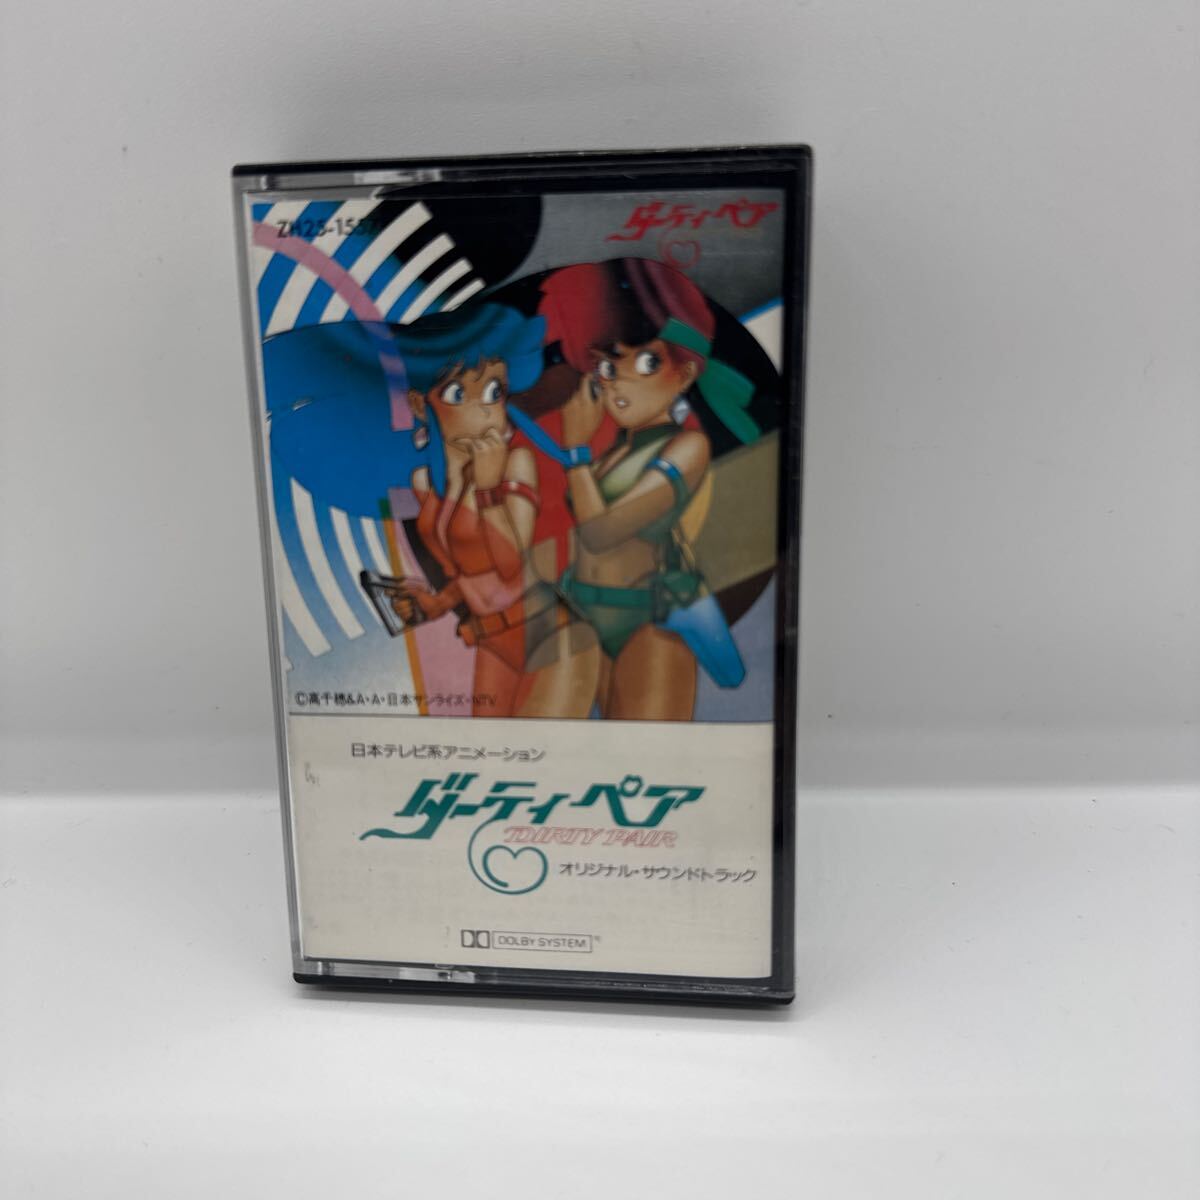 ダーティペア
©高千穂&A・A・日本サンライズ・NTV
日本テレビ系アニメーション
ダーティペア
DIRTY PAIR
オリジナル・サウンドトラック
DOLBY SYSTEM®